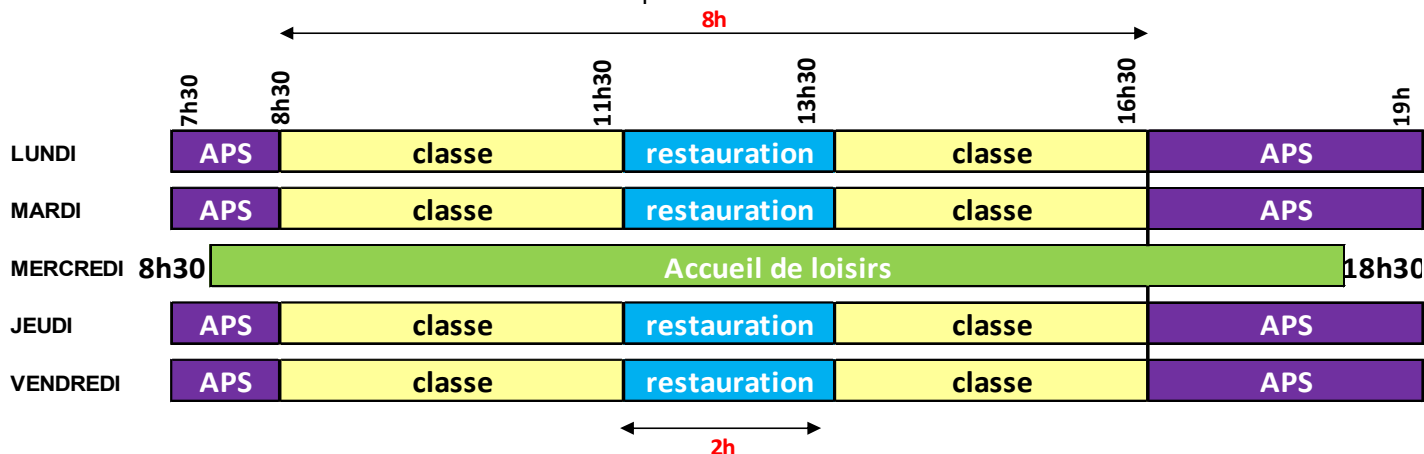 8h
7h30 8h30 11h30 13h30 16h30 19h
LUNDI APS classe restauration classe APS
MARDI APS classe restauration classe APS
MERCREDI 8h30 Accueil de loisirs 18h30
JEUDI APS classe restauration classe APS
VENDREDI APS classe restauration classe APS
2h